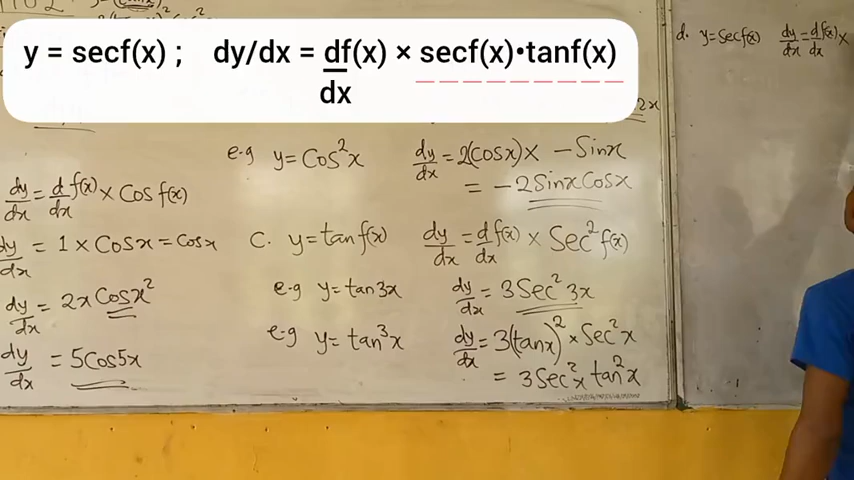 y = secf(x) ; dy/dx = df(x) × secf(x)•tanf(x)
dx
2x
e.g y = Cos²x dy/dx = 2(cosx) x - Sinx
= - 2SinxCosx
dy/dx = d/dx f(x) x Cos f(x)
dy/dx = 1 x Cosx = Cosx
C. y = tan f(x) dy/dx = d/dx f(x) x Sec² f(x)
dy/dx = 2x Cosx²
e.g y = tan3x dy/dx = 3Sec²3x
e.g y = tan³x dy/dx = 3(tanx)² x Sec²x
dy/dx = 5Cos5x
= 3Sec²x tan²x
d. y = Secf(x) dy/dx = d/dx f(x) x